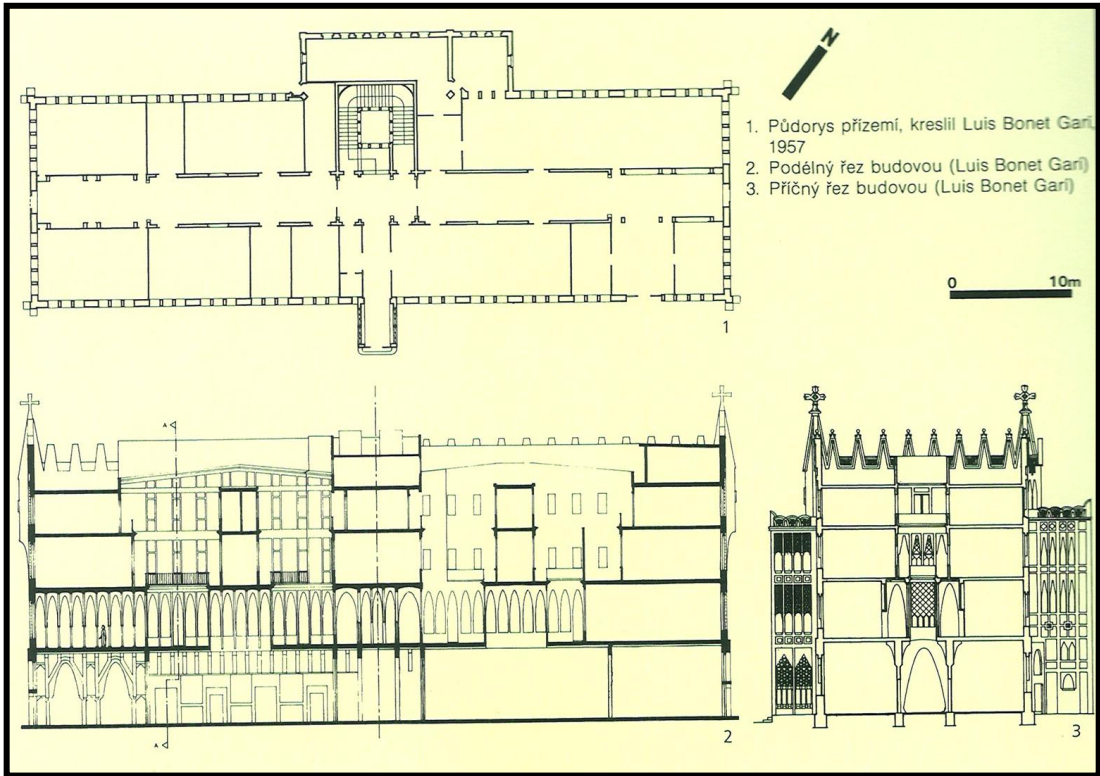 N
1. Půdorys přízemí, kreslil Luis Bonet Garí,
1957
2. Podélný řez budovou (Luis Bonet Garí)
3. Příčný řez budovou (Luis Bonet Garí)
0 10m
1
A
A
2
3